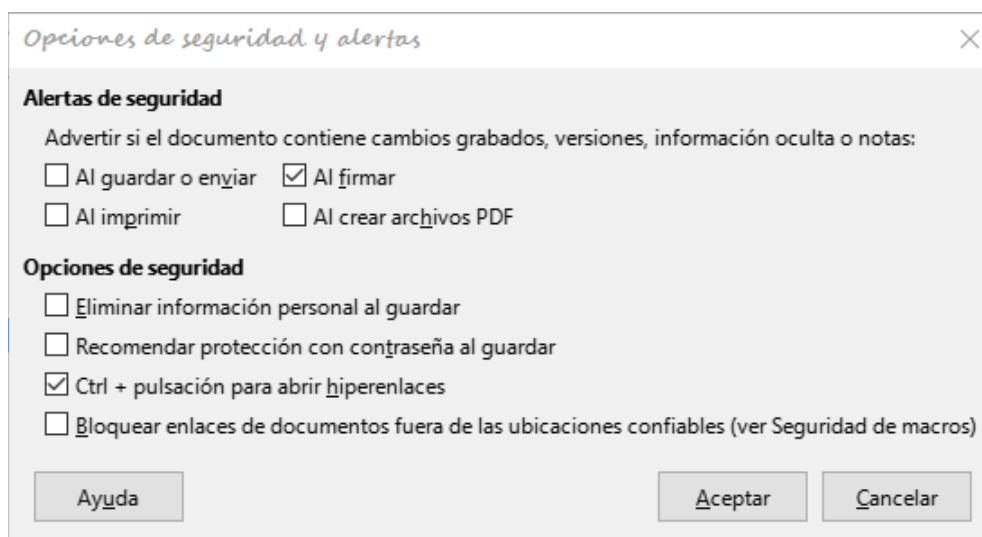 Opciones de seguridad y alertas
Alertas de seguridad
Advertir si el documento contiene cambios grabados, versiones, información oculta o notas:
Al guardar o enviar Al firmar
Al imprimir Al crear archivos PDF
Opciones de seguridad
Eliminar información personal al guardar
Recomendar protección con contraseña al guardar
Ctrl + pulsación para abrir hiperenlaces
Bloquear enlaces de documentos fuera de las ubicaciones confiables (ver Seguridad de macros)
Ayuda Aceptar Cancelar